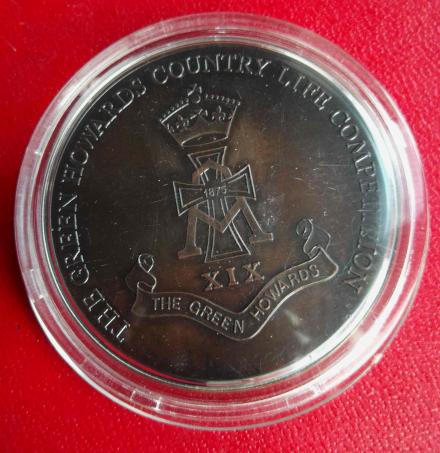 THE GREEN HOWARDS COUNTRY LIFE COMPETITION
1875
XIX
THE GREEN HOWARDS